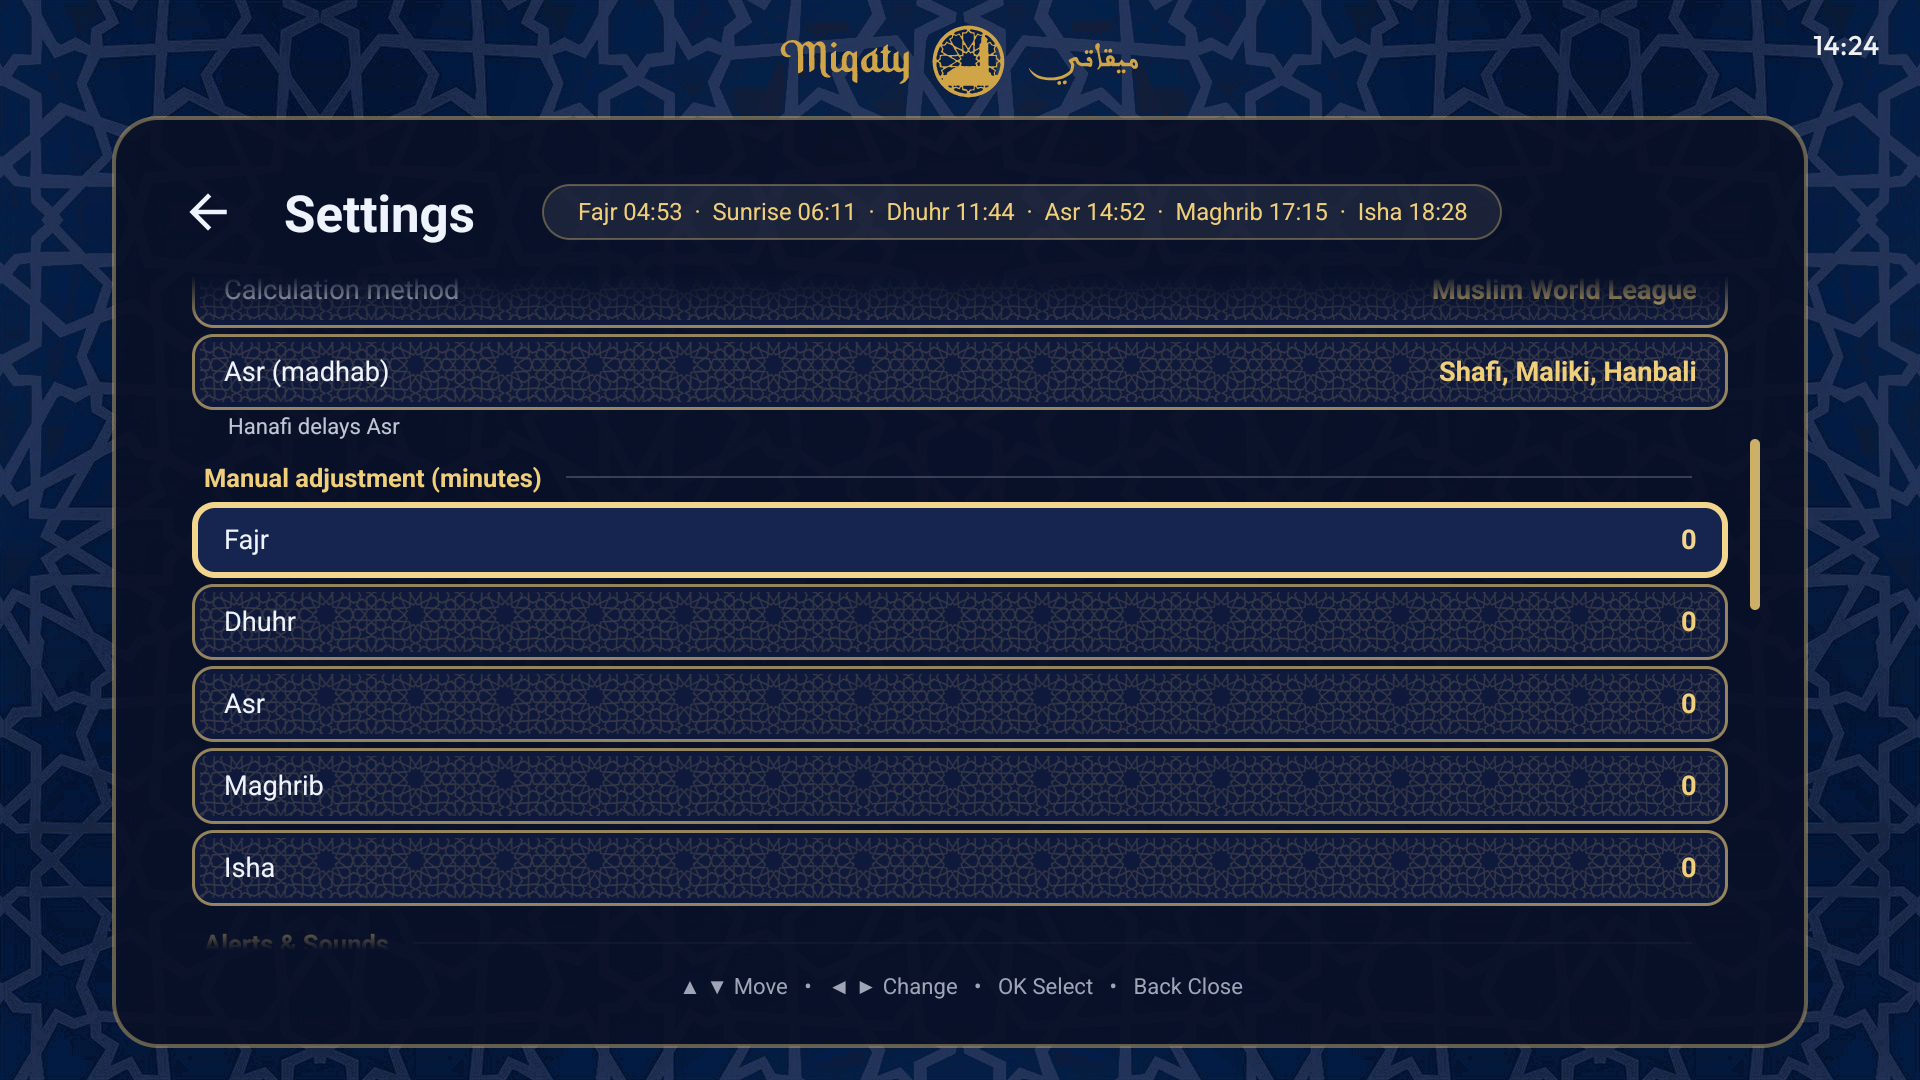 Miqaty ميقاتي
14:24
Settings
Fajr 04:53 · Sunrise 06:11 · Dhuhr 11:44 · Asr 14:52 · Maghrib 17:15 · Isha 18:28
Calculation method Muslim World League
Asr (madhab) Shafi, Maliki, Hanbali
Hanafi delays Asr
Manual adjustment (minutes)
Fajr 0
Dhuhr 0
Asr 0
Maghrib 0
Isha 0
Alerts & Sounds
▲ ▼ Move • ◄ ► Change • OK Select • Back Close